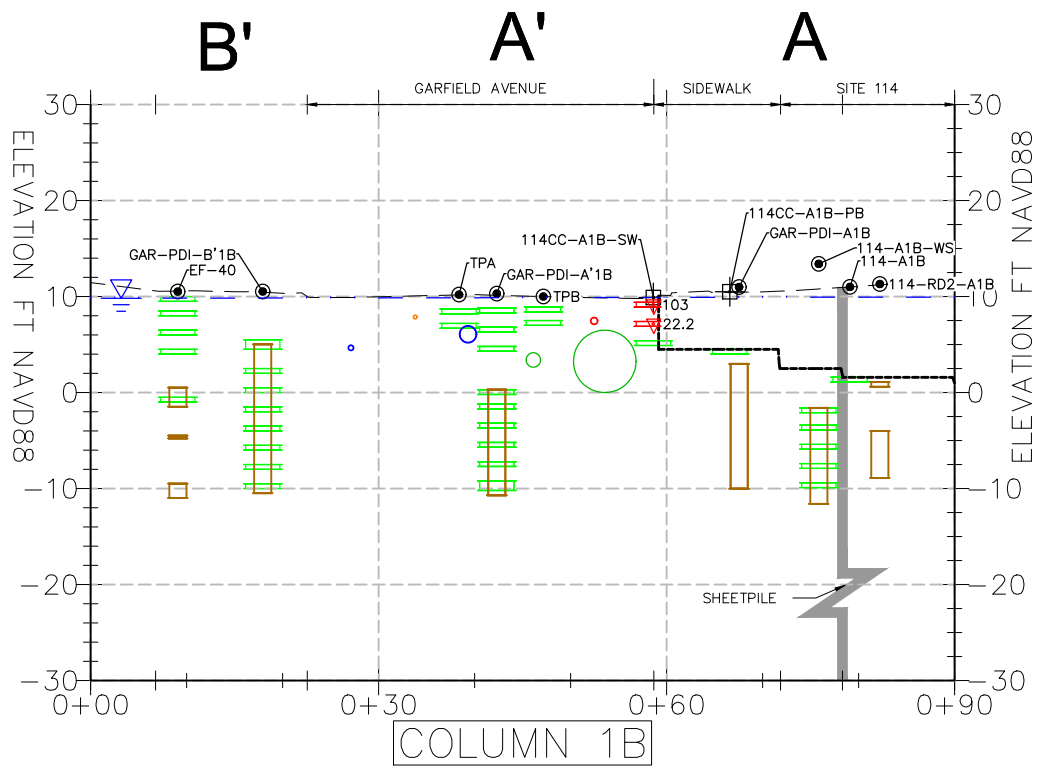 B' A' A
GARFIELD AVENUE SIDEWALK SITE 114
30 30
20 20
114CC-A1B-PB
GAR-PDI-A1B
114CC-A1B-SW
114-A1B-WS
GAR-PDI-B'1B
EF-40
TPA
114-A1B
GAR-PDI-A'1B
114-RD2-A1B
TPB
10 10
103
22.2
0 0
-10 -10
-20 -20
SHEETPILE
-30 -30
ELEVATION FT NAVD88
ELEVATION FT NAVD88
0+00 0+30 0+60 0+90
COLUMN 1B